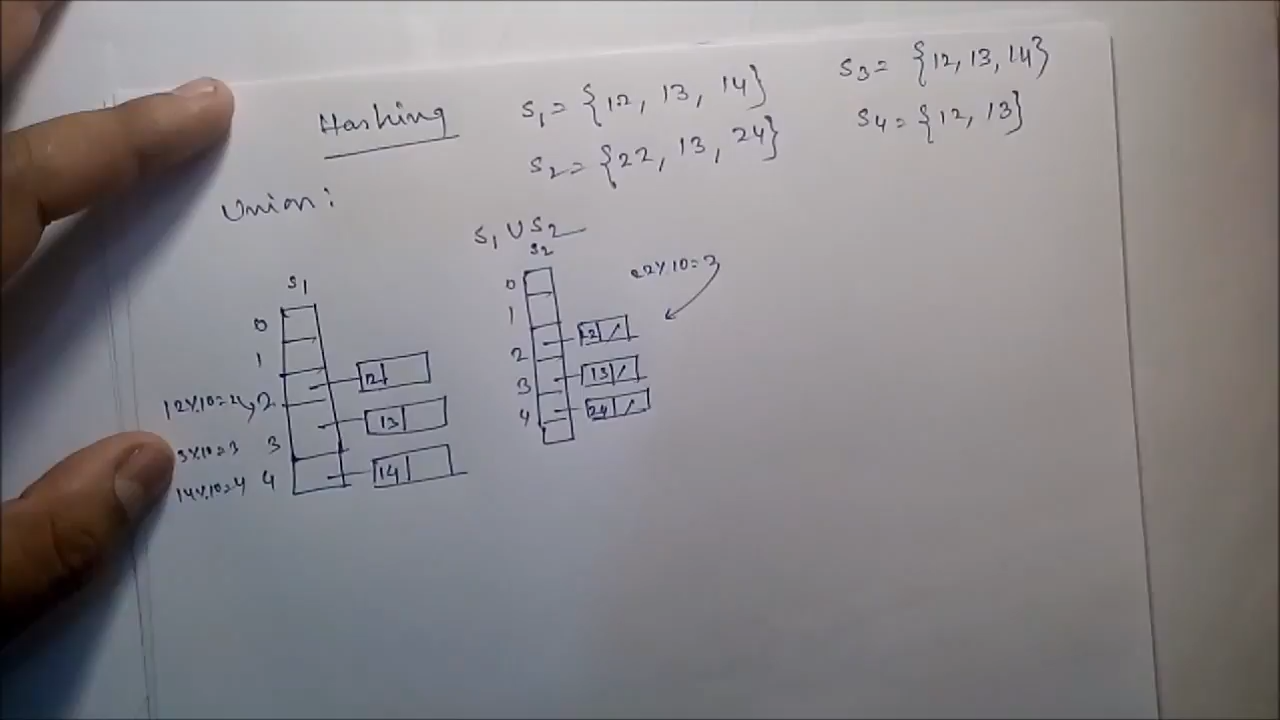 Hashing
S1 = {12, 13, 14}
S2 = {22, 13, 24}
S3 = {12, 13, 14}
S4 = {12, 13}
Union:
S1 ∪ S2
S1
0
1
12%10=2 2
12
3%10=3 3
13
14%10=4 4
14
S2
0
1
2
3
13
4
24